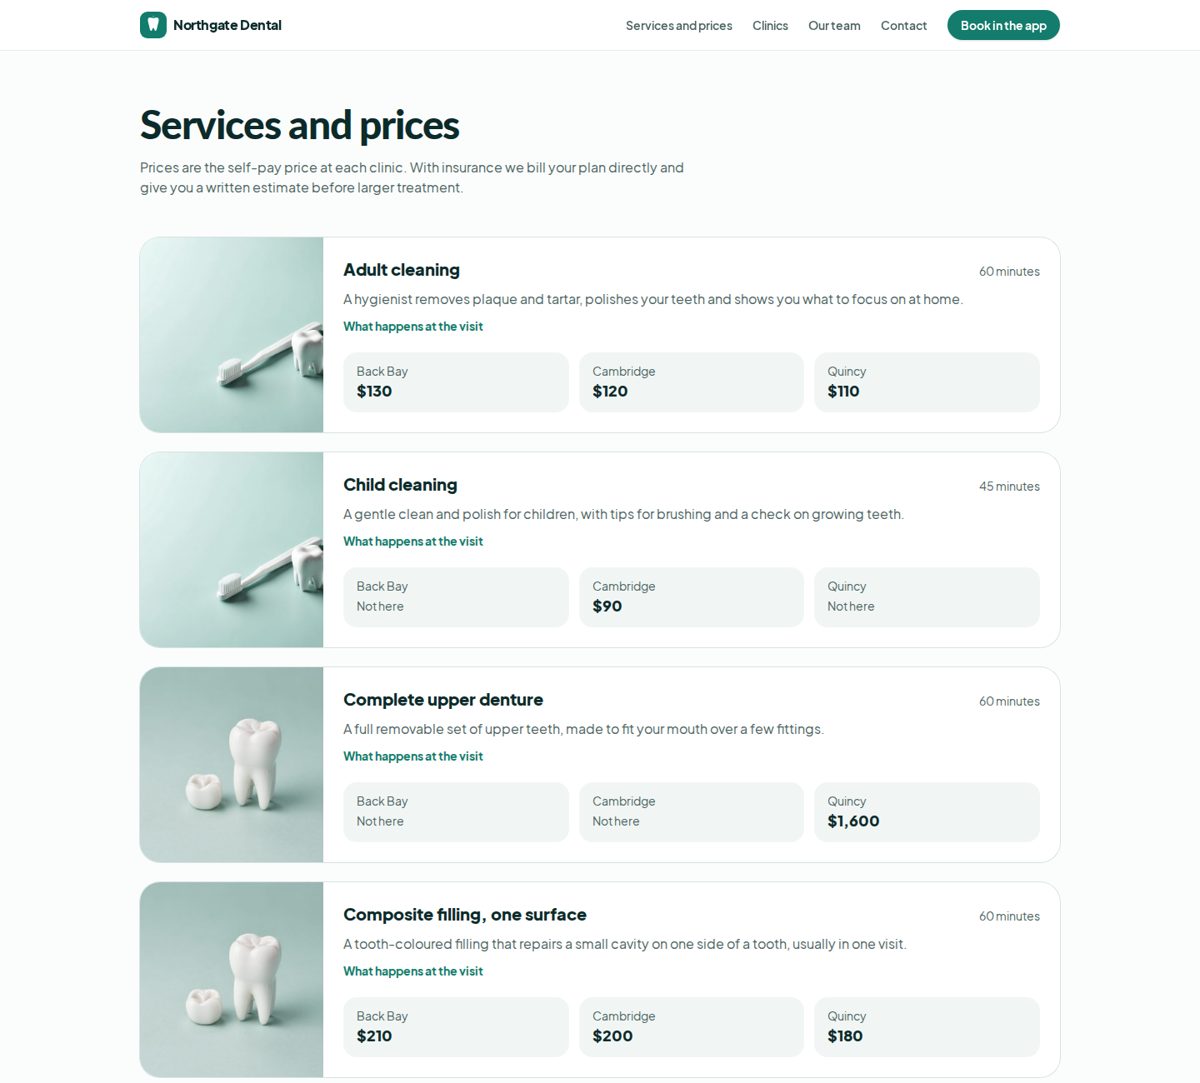 Northgate Dental
Services and prices
Clinics
Our team
Contact
Book in the app
Services and prices
Prices are the self-pay price at each clinic. With insurance we bill your plan directly and
give you a written estimate before larger treatment.
Adult cleaning
60 minutes
A hygienist removes plaque and tartar, polishes your teeth and shows you what to focus on at home.
What happens at the visit
Back Bay
Cambridge
Quincy
$130
$120
$110
Child cleaning
45 minutes
A gentle clean and polish for children, with tips for brushing and a check on growing teeth.
What happens at the visit
Back Bay
Cambridge
Quincy
Not here
$90
Not here
Complete upper denture
60 minutes
A full removable set of upper teeth, made to fit your mouth over a few fittings.
What happens at the visit
Back Bay
Cambridge
Quincy
Not here
Not here
$1,600
Composite filling, one surface
60 minutes
A tooth-coloured filling that repairs a small cavity on one side of a tooth, usually in one visit.
What happens at the visit
Back Bay
Cambridge
Quincy
$210
$200
$180